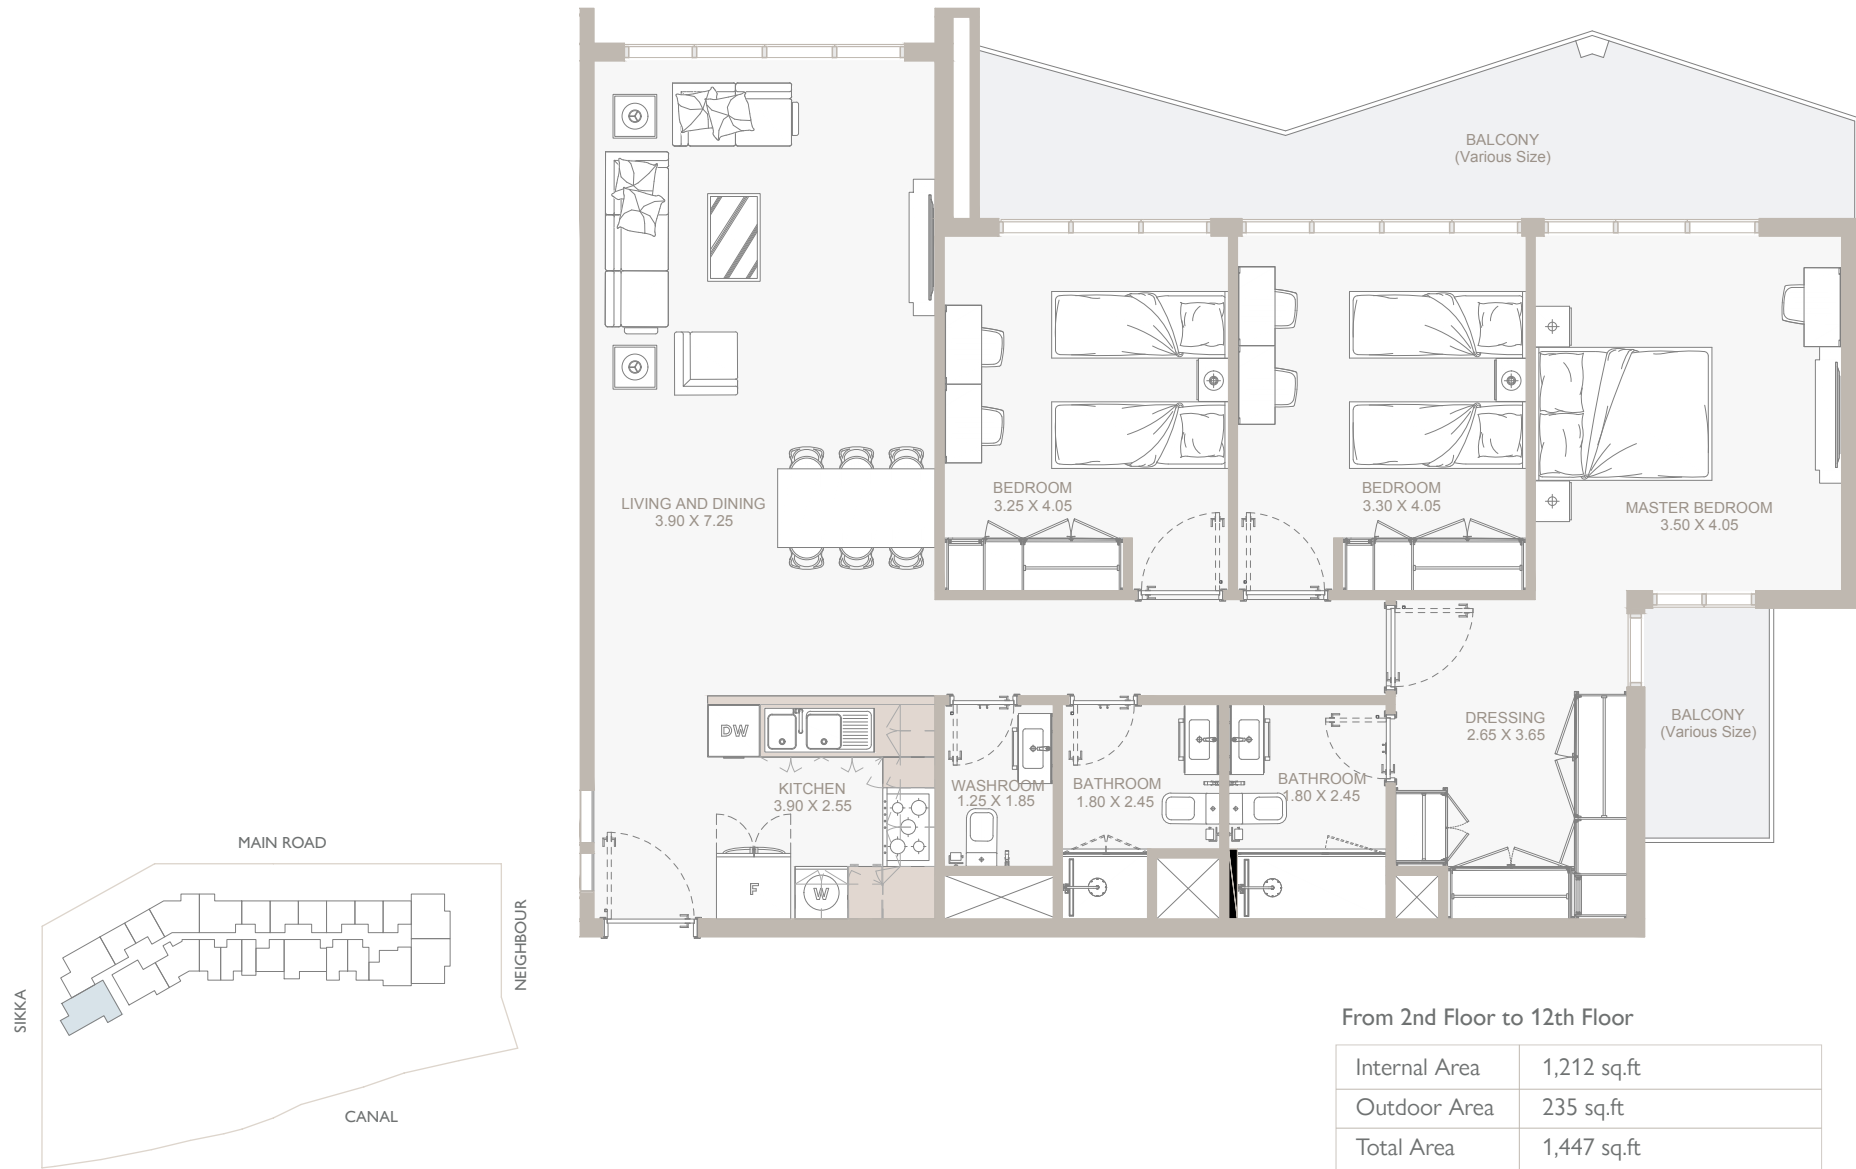 BALCONY
(Various Size)
LIVING AND DINING
3.90 X 7.25
BEDROOM
3.25 X 4.05
BEDROOM
3.30 X 4.05
MASTER BEDROOM
3.50 X 4.05
DW
KITCHEN
3.90 X 2.55
F
W
WASHROOM
1.25 X 1.85
BATHROOM
1.80 X 2.45
BATHROOM
1.80 X 2.45
DRESSING
2.65 X 3.65
BALCONY
(Various Size)
MAIN ROAD
NEIGHBOUR
SIKKA
CANAL
From 2nd Floor to 12th Floor
Internal Area 1,212 sq.ft
Outdoor Area 235 sq.ft
Total Area 1,447 sq.ft